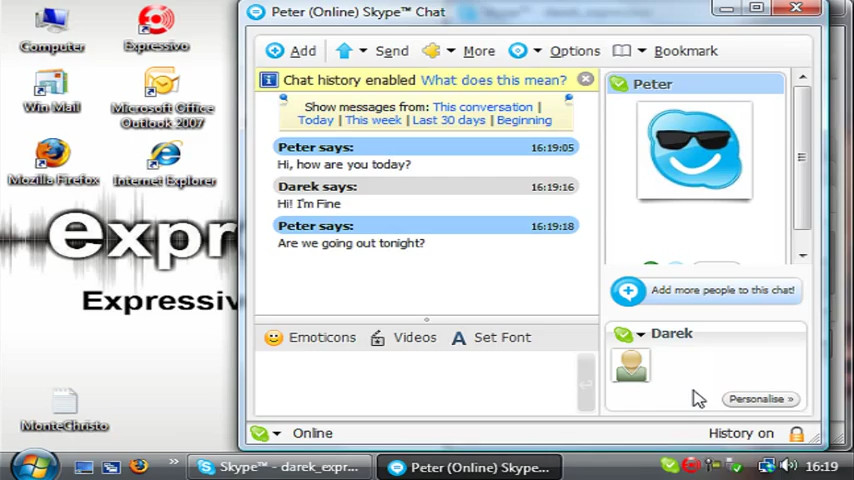 Computer
Expressivo
Win Mail
Microsoft Office
Outlook 2007
Mozilla Firefox
Internet Explorer
expr
Expressiv
MonteChristo
Peter (Online) Skype™ Chat
Add
Send
More
Options
Bookmark
Chat history enabled What does this mean?
Show messages from: This conversation |
Today | This week | Last 30 days | Beginning
Peter says: 16:19:05
Hi, how are you today?
Darek says: 16:19:16
Hi! I'm Fine
Peter says: 16:19:18
Are we going out tonight?
Emoticons
Videos
A Set Font
Peter
Add more people to this chat!
Darek
Personalise »
Online
History on
Skype™ - darek_expr...
Peter (Online) Skype...
16:19